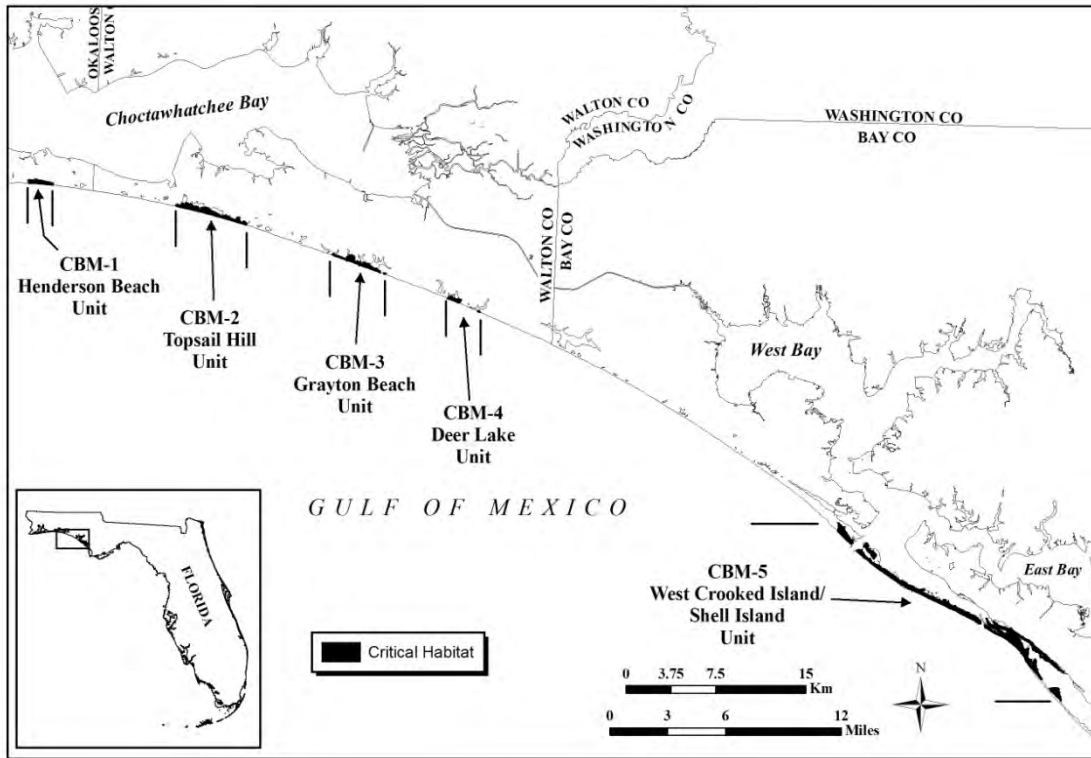 OKALOOS
WALTON C
Choctawhatchee Bay
WALTON CO
WASHINGTON CO
WASHINGTON CO
BAY CO
WALTON CO
BAY CO
CBM-1
Henderson Beach
Unit
CBM-2
Topsail Hill
Unit
CBM-3
Grayton Beach
Unit
CBM-4
Deer Lake
Unit
West Bay
GULF OF MEXICO
East Bay
CBM-5
West Crooked Island/
Shell Island
Unit
FLORIDA
Critical Habitat
N
0 3.75 7.5 15
Km
0 3 6 12
Miles